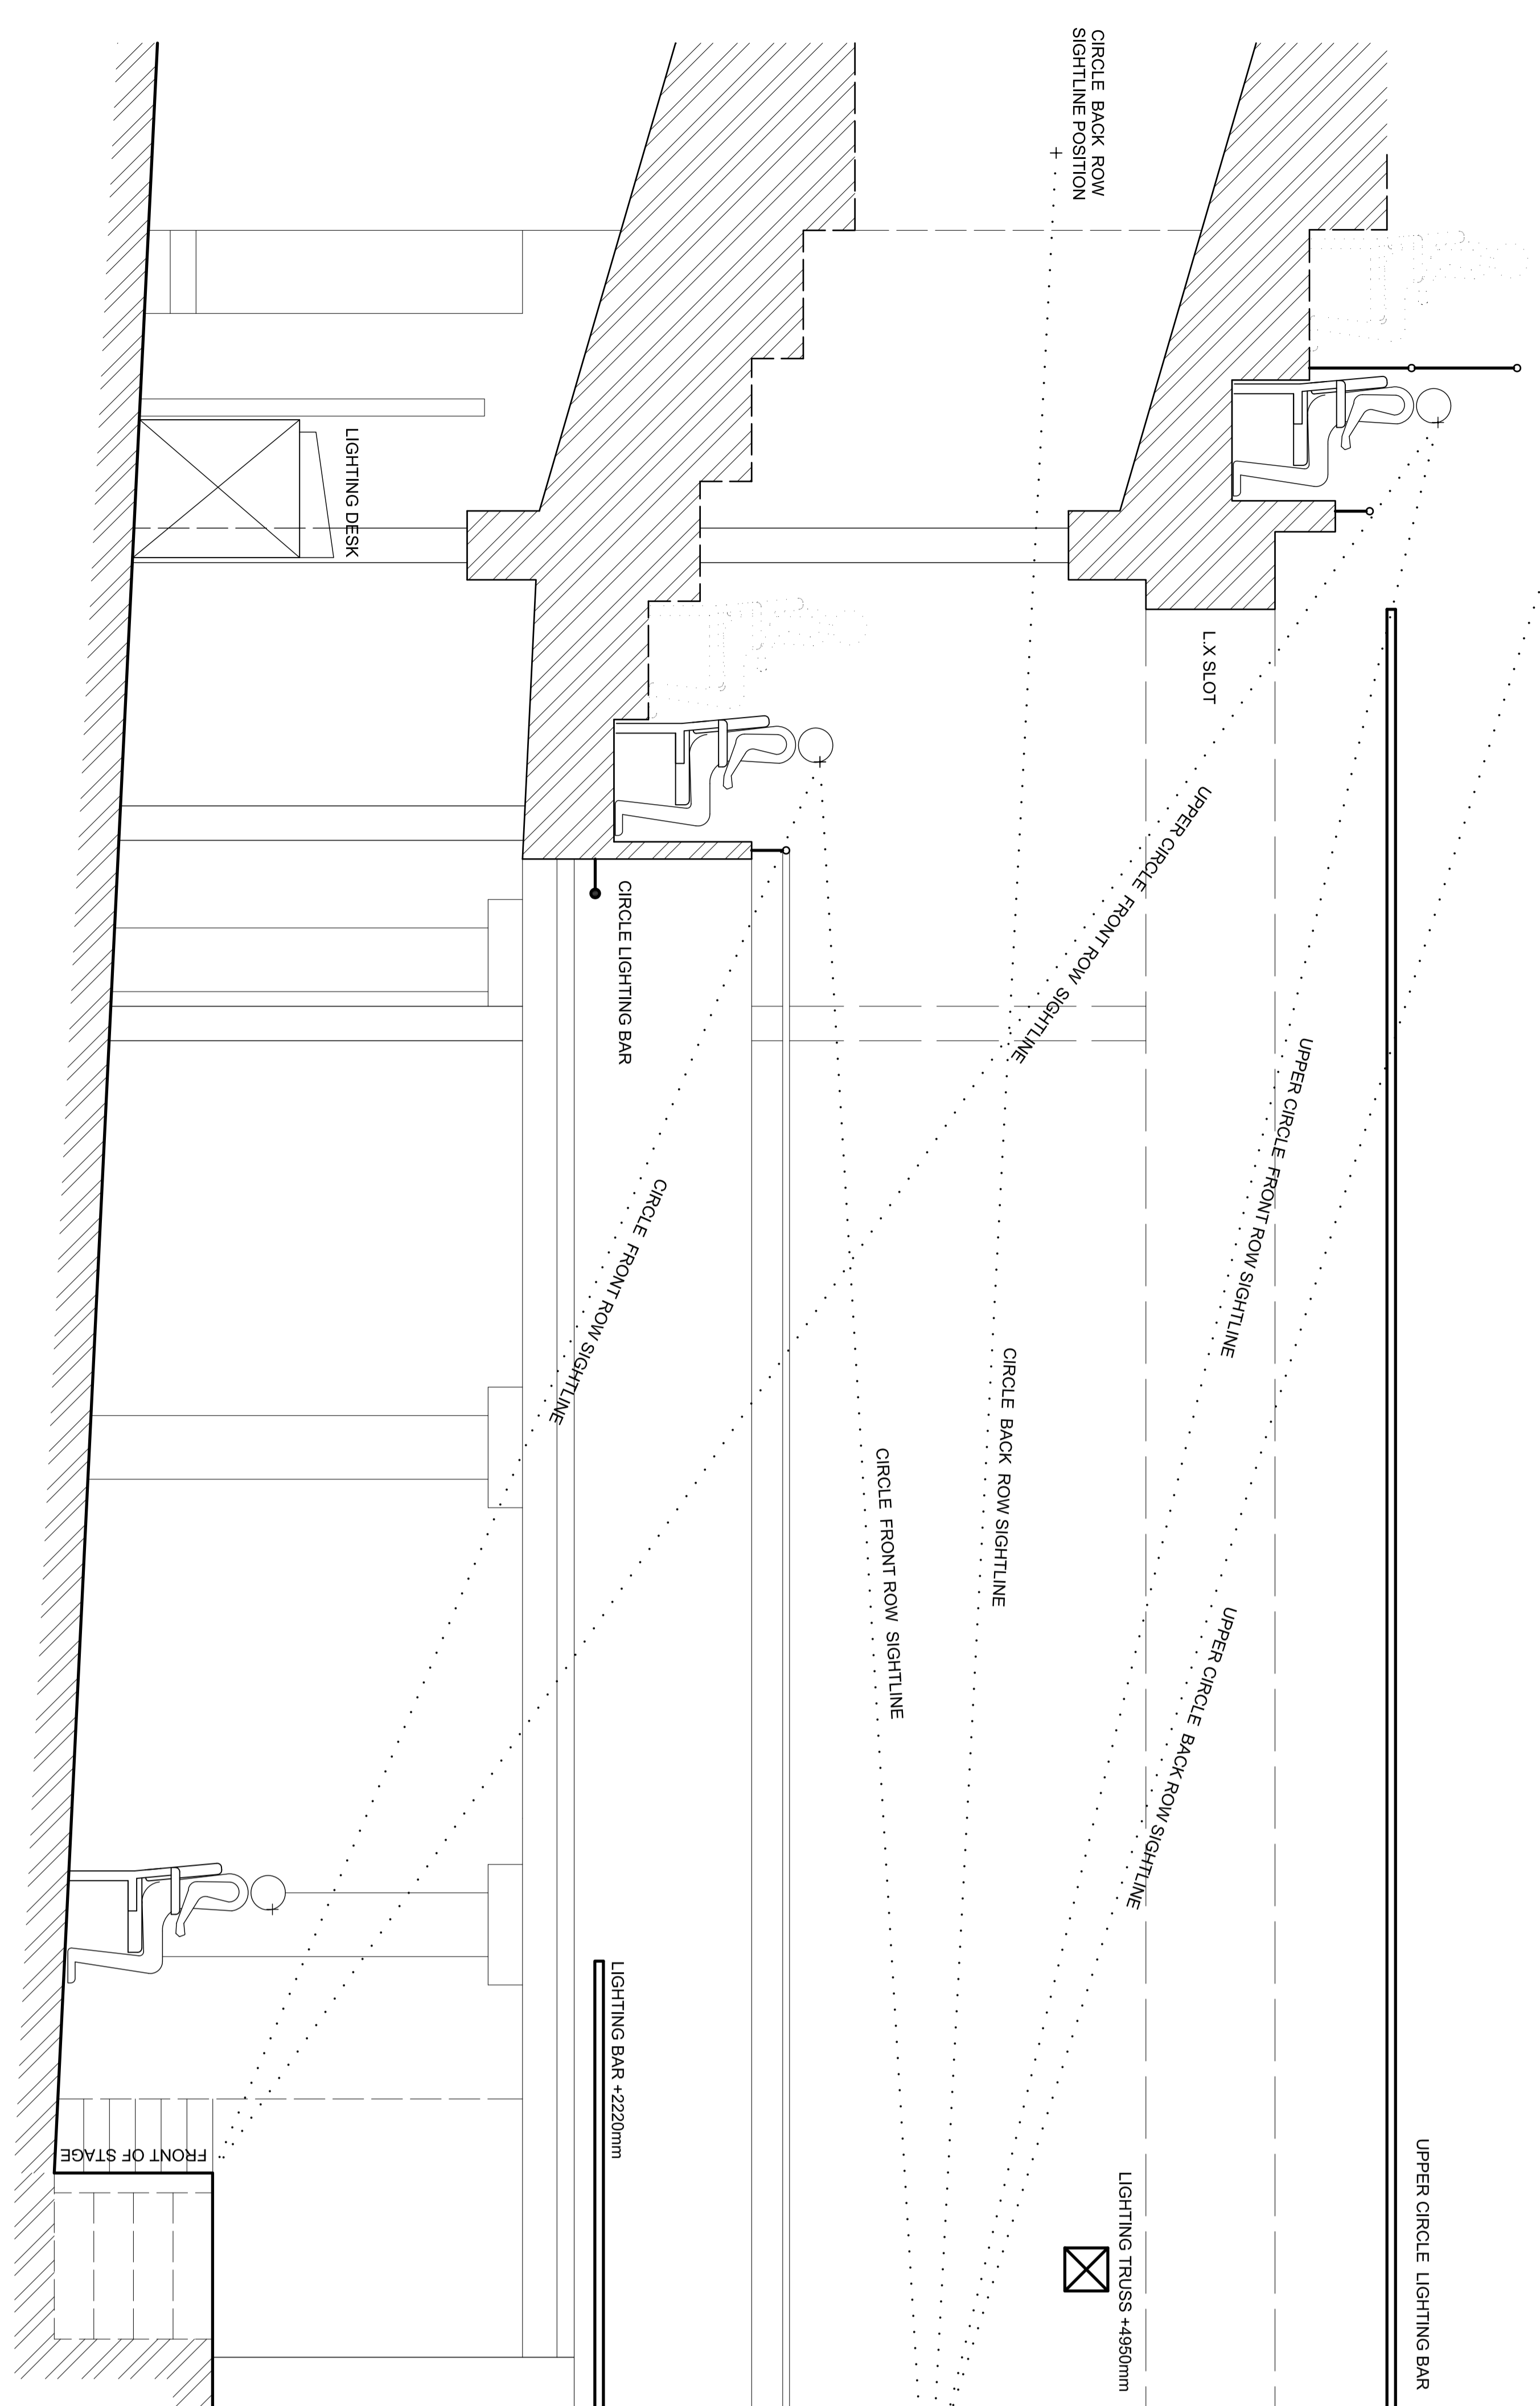 CIRCLE BACK ROW
SIGHTLINE POSITION
LIGHTING DESK
L.X SLOT
CIRCLE LIGHTING BAR
UPPER CIRCLE FRONT ROW SIGHTLINE
UPPER CIRCLE FRONT ROW SIGHTLINE
CIRCLE FRONT ROW SIGHTLINE
CIRCLE BACK ROW SIGHTLINE
CIRCLE FRONT ROW SIGHTLINE
UPPER CIRCLE BACK ROW SIGHTLINE
LIGHTING BAR +2220mm
FRONT OF STAGE
LIGHTING TRUSS +4950mm
UPPER CIRCLE LIGHTING BAR